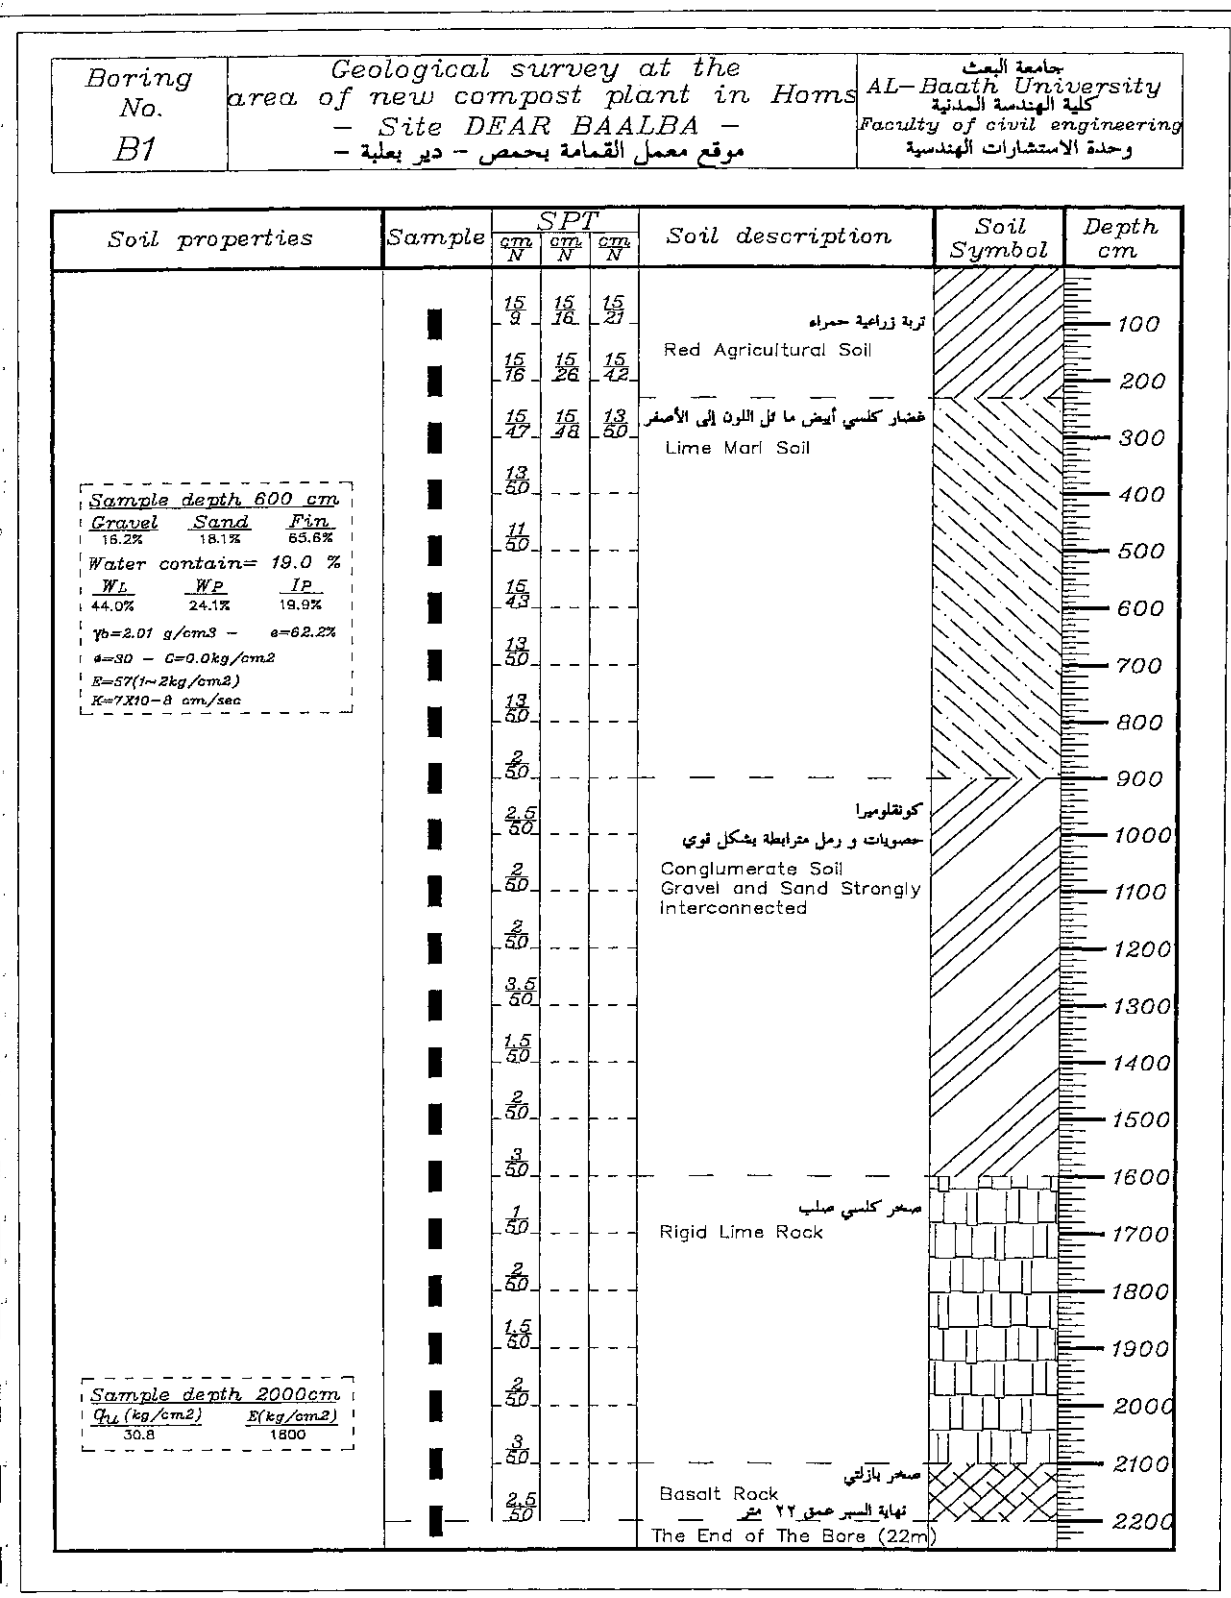 Boring
No.
B1
Geological survey at the
area of new compost plant in Homs
- Site DEAR BAALBA -
موقع معمل القمامة بحمص - دير بعلبة -
جامعة البعث
AL-Baath University
كلية الهندسة المدنية
Faculty of civil engineering
وحدة الاستشارات الهندسية
Soil properties
Sample
SPT
cm/N cm/N cm/N
Soil description
Soil
Symbol
Depth
cm
15/9 15/16 15/21
تربة زراعية حمراء
100
Red Agricultural Soil
15/16 15/26 15/42
200
15/47 15/48 13/50
غضار كلسي أبيض ما ئل اللون إلى الأصفر
300
Lime Marl Soil
13/50
400
Sample depth 600 cm
Gravel Sand Fin
16.2% 18.1% 65.6%
Water contain= 19.0 %
WL WP IP
44.0% 24.1% 19.9%
γb=2.01 g/cm3 - e=62.2%
ø=30 - C=0.0kg/cm2
E=57(1~2kg/cm2)
K=7X10-8 cm/sec
11/50
500
15/43
600
13/50
700
13/50
800
2/50
900
كونقلوميرا
2.5/50
1000
حصويات و رمل مترابطة بشكل قوي
Conglumerate Soil
Gravel and Sand Strongly
Interconnected
2/50
1100
2/50
1200
3.5/50
1300
1.5/50
1400
2/50
1500
3/50
1600
صخر كلسي صلب
1/50
Rigid Lime Rock
1700
2/50
1800
1.5/50
1900
Sample depth 2000cm
qu (kg/cm2) E(kg/cm2)
30.8 1800
2/50
2000
3/50
2100
صخر بازلتي
Basalt Rock
2.5/50
نهاية السبر عمق ٢٢ متر
2200
The End of The Bore (22m)